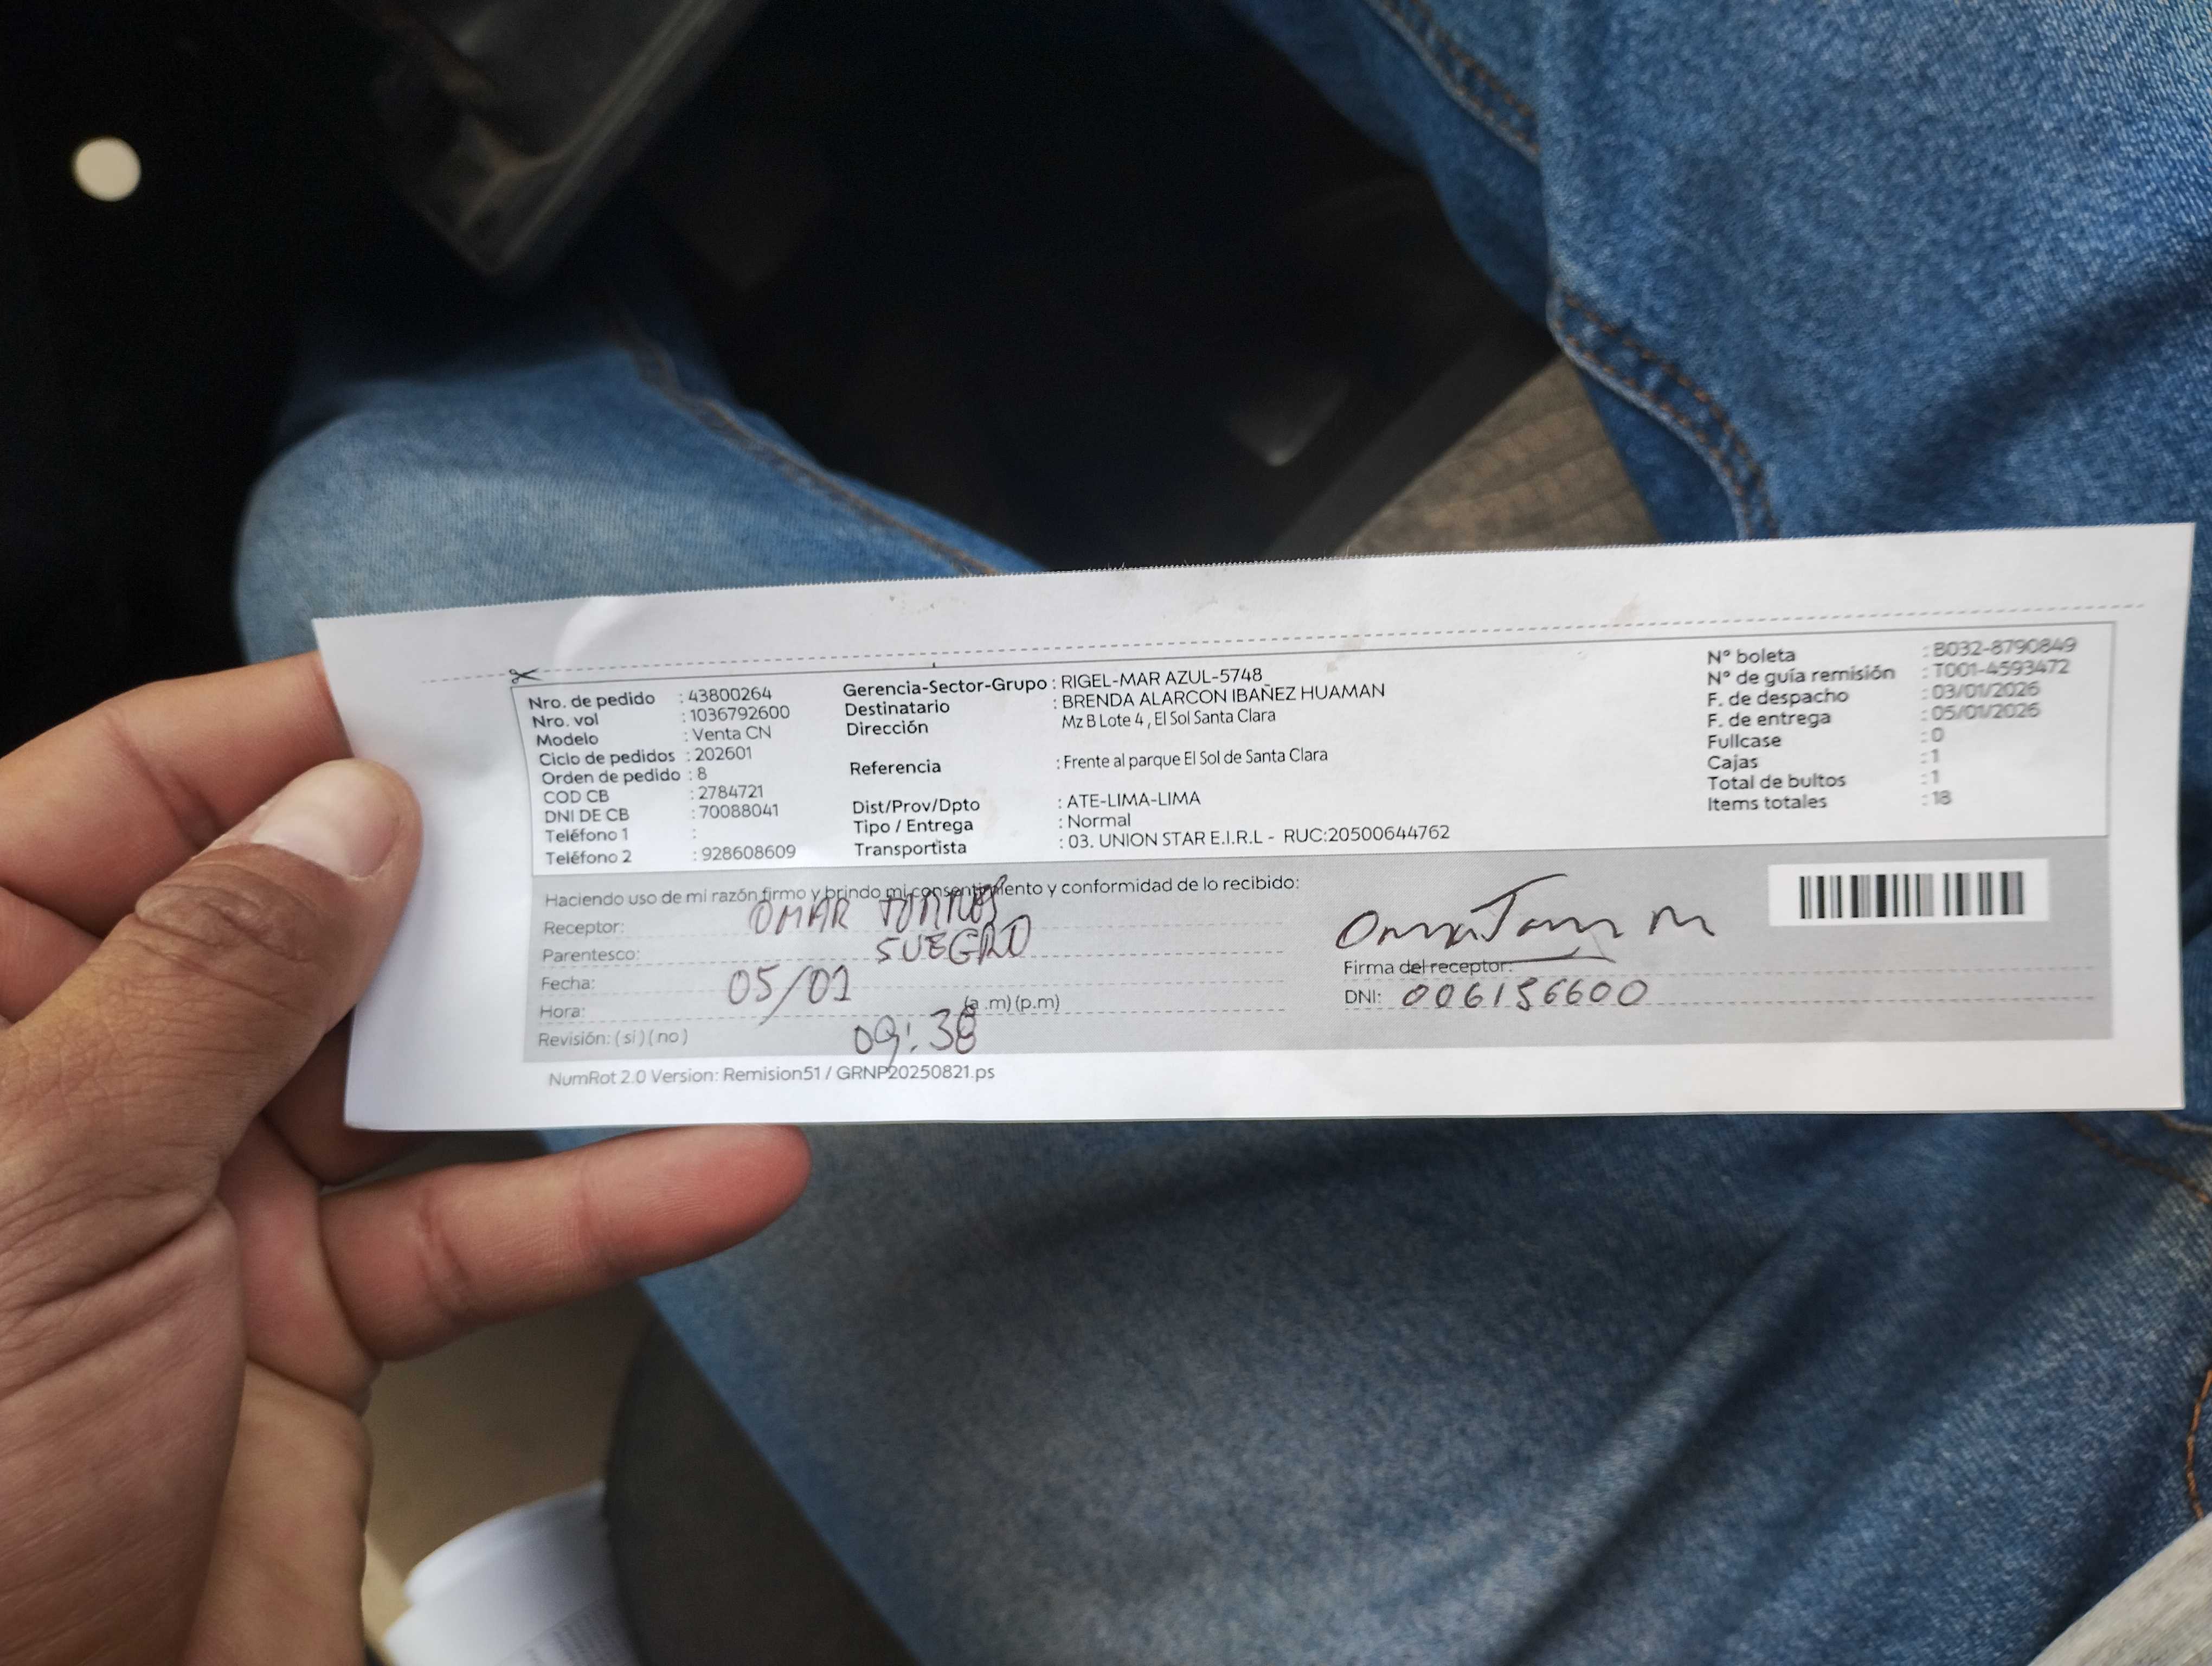 Nro. de pedido : 43800264
Nro. vol : 1036792600
Modelo : Venta CN
Ciclo de pedidos : 202601
Orden de pedido : 8
COD CB : 2784721
DNI DE CB : 70088041
Teléfono 1 :
Teléfono 2 : 928608609
Gerencia-Sector-Grupo : RIGEL-MAR AZUL-5748
Destinatario : BRENDA ALARCON IBAÑEZ HUAMAN
Dirección Mz B Lote 4 , El Sol Santa Clara
Referencia : Frente al parque El Sol de Santa Clara
Dist/Prov/Dpto : ATE-LIMA-LIMA
Tipo / Entrega : Normal
Transportista : 03. UNION STAR E.I.R.L - RUC:20500644762
N° boleta : B032-8790849
N° de guía remisión : T001-4593472
F. de despacho : 03/01/2026
F. de entrega : 05/01/2026
Fullcase : 0
Cajas : 1
Total de bultos : 1
Items totales : 18
Haciendo uso de mi razón firmo y brindo mi consentimiento y conformidad de lo recibido:
Receptor: OMAR TORRES
Parentesco: SUEGRO
Fecha: 05/01
Hora: 09:38 (a .m) (p.m)
Revisión: ( si ) ( no )
Firma del receptor:
DNI: 006156600
NumRot 2.0 Version: Remision51 / GRNP20250821.ps